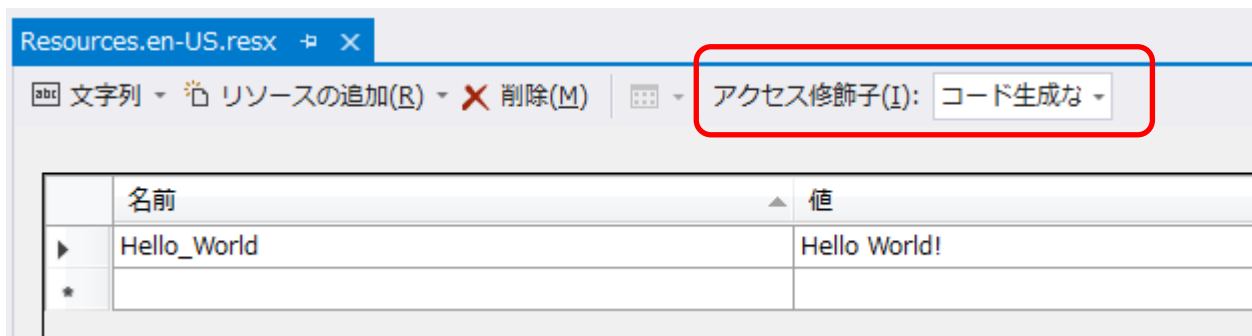 Resources.en-US.resx
abc 文字列 リソースの追加(R) 削除(M) アクセス修飾子(I): コード生成な
名前 値
Hello_World Hello World!